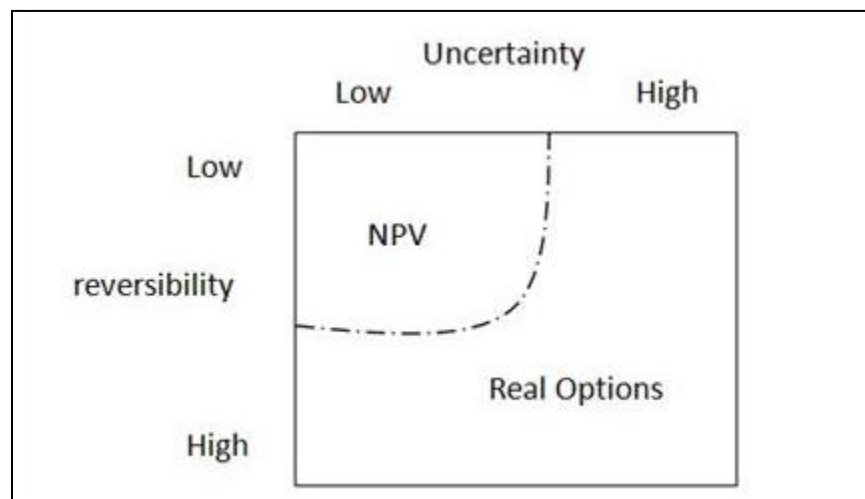 Uncertainty
Low High
Low
NPV
reversibility
Real Options
High